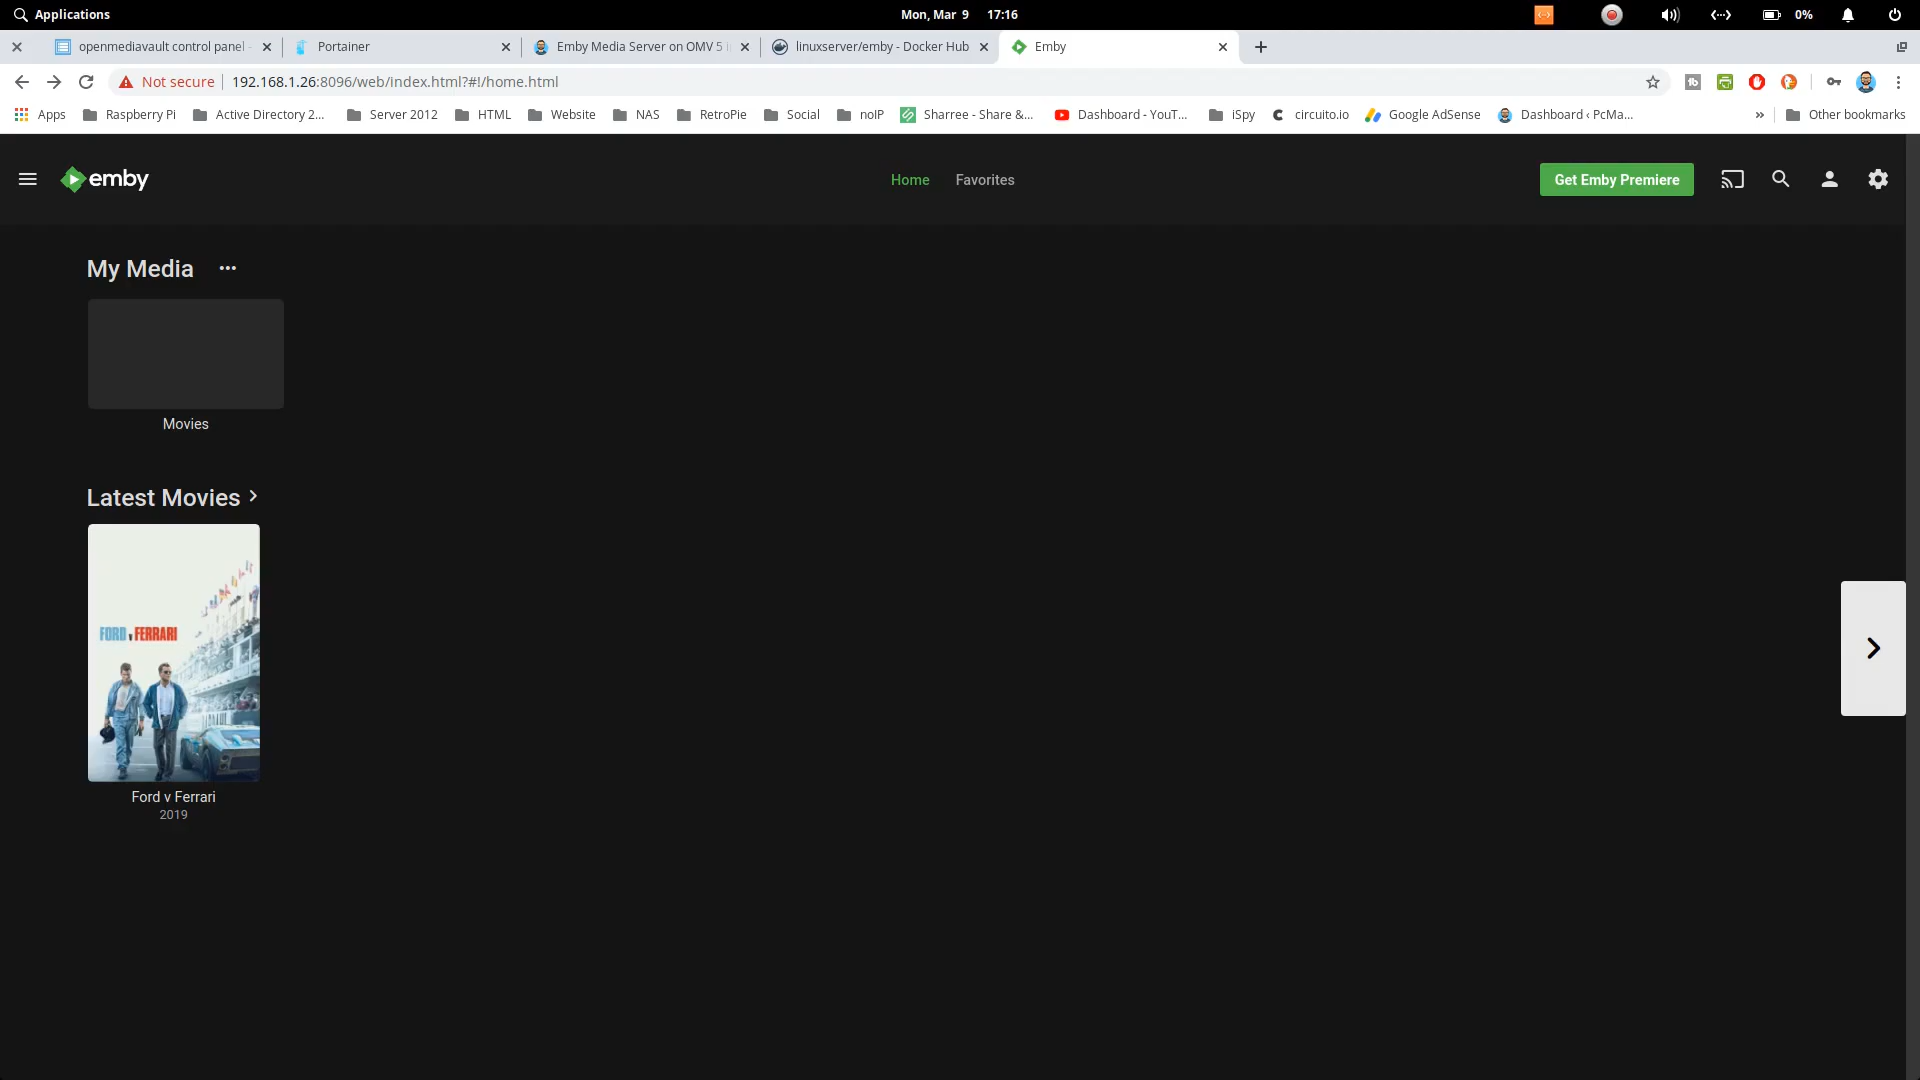 Applications
Mon, Mar 9 17:16
0%
openmediavault control panel -
Portainer
Emby Media Server on OMV 5 i
linuxserver/emby - Docker Hub
Emby
Not secure
192.168.1.26:8096/web/index.html?#!/home.html
Apps
Raspberry Pi
Active Directory 2...
Server 2012
HTML
Website
NAS
RetroPie
Social
noIP
Sharree - Share &...
Dashboard - YouT...
iSpy
circuito.io
Google AdSense
Dashboard ‹ PcMa...
»
Other bookmarks
emby
Home
Favorites
Get Emby Premiere
My Media
Movies
Latest Movies
FORD v FERRARI
Ford v Ferrari
2019